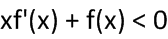 xf'(x) + f(x) < 0